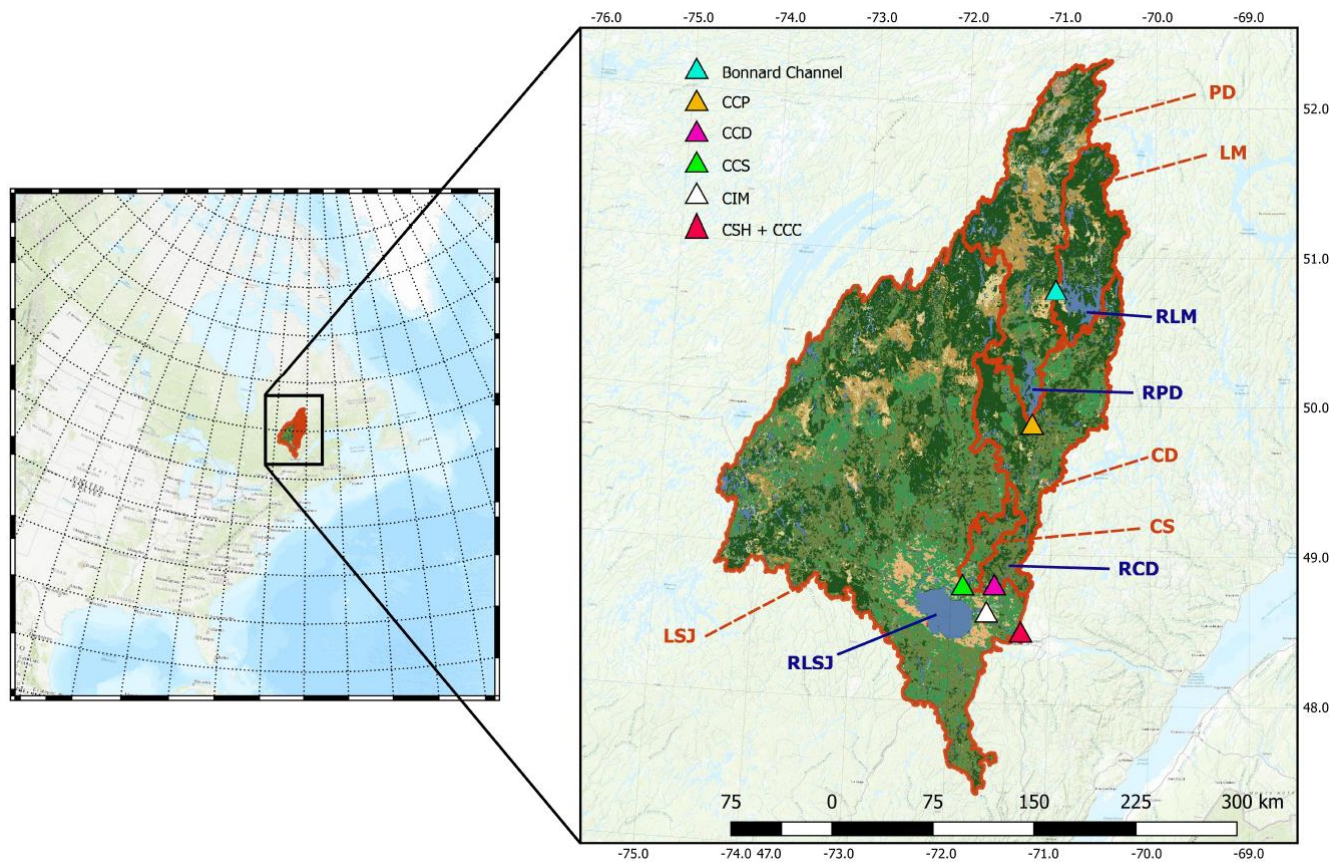 -76.0 -75.0 -74.0 -73.0 -72.0 -71.0 -70.0 -69.0
Bonnard Channel
CCP
CCD
CCS
CIM
CSH + CCC
PD
LM
RLM
RPD
CD
CS
RCD
LSJ
RLSJ
52.0
51.0
50.0
49.0
48.0
75 0 75 150 225 300 km
-75.0 -74.0 47.0 -73.0 -72.0 -71.0 -70.0 -69.0